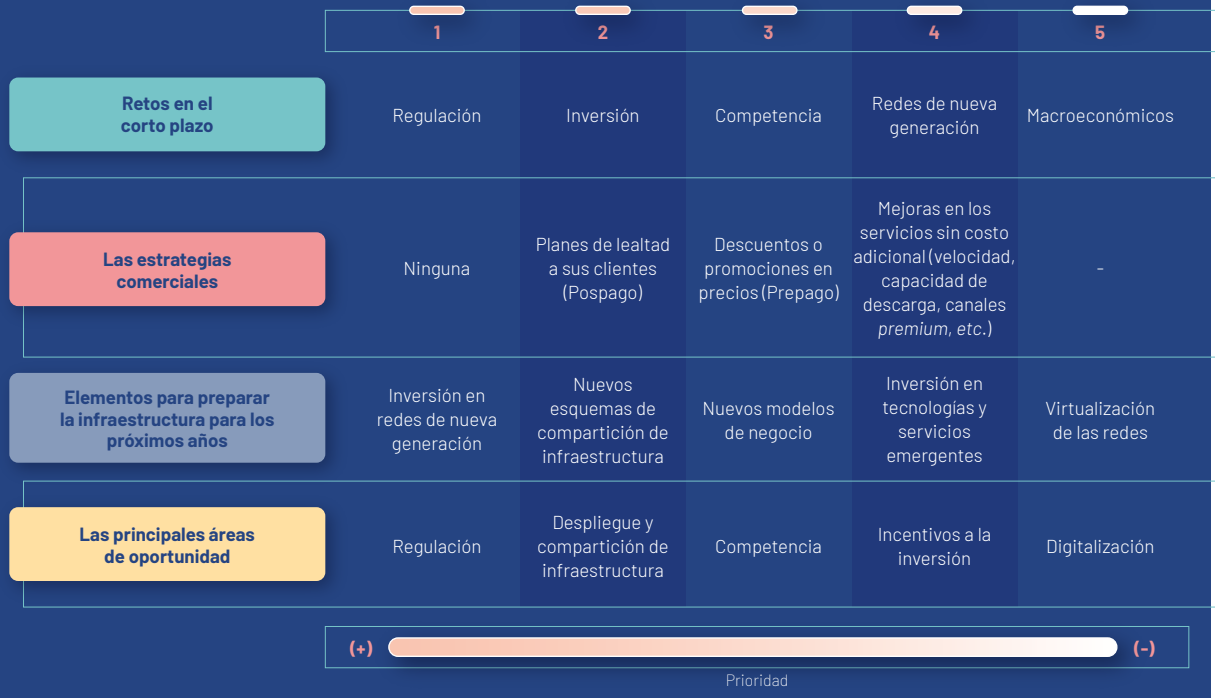 1 2 3 4 5
Retos en el
corto plazo
Regulación
Inversión
Competencia
Redes de nueva
generación
Macroeconómicos
Las estrategias
comerciales
Ninguna
Planes de lealtad
a sus clientes
(Pospago)
Descuentos o
promociones en
precios (Prepago)
Mejoras en los
servicios sin costo
adicional (velocidad,
capacidad de
descarga, canales
premium, etc.)
-
Elementos para preparar
la infraestructura para los
próximos años
Inversión en
redes de nueva
generación
Nuevos
esquemas de
compartición de
infraestructura
Nuevos modelos
de negocio
Inversión en
tecnologías y
servicios
emergentes
Virtualización
de las redes
Las principales áreas
de oportunidad
Regulación
Despliegue y
compartición de
infraestructura
Competencia
Incentivos a la
inversión
Digitalización
(+) (-)
Prioridad